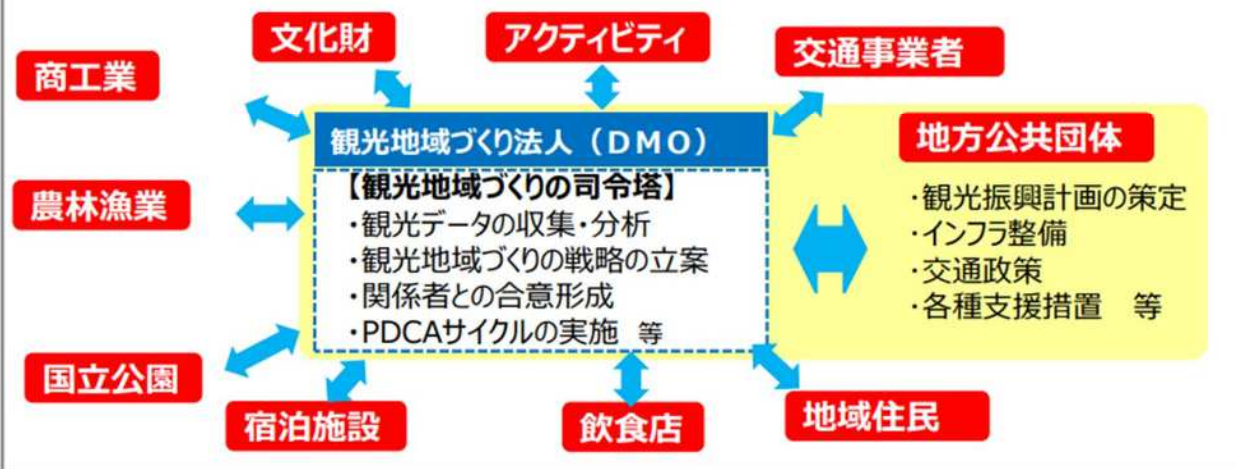 文化財
アクティビティ
交通事業者
商工業
観光地域づくり法人（DMO）
【観光地域づくりの司令塔】
・観光データの収集・分析
・観光地域づくりの戦略の立案
・関係者との合意形成
・PDCAサイクルの実施 等
地方公共団体
・観光振興計画の策定
・インフラ整備
・交通政策
・各種支援措置 等
農林漁業
国立公園
宿泊施設
飲食店
地域住民